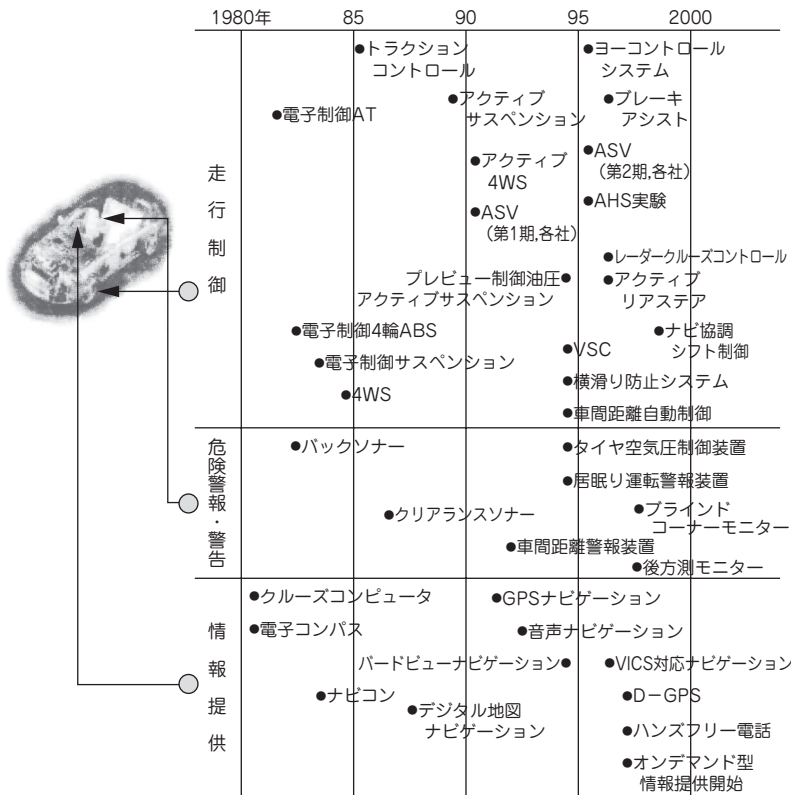 1980年 85 90 95 2000
走行制御
●トラクション
コントロール
●ヨーコントロール
システム
●電子制御AT
●アクティブ
サスペンション
●ブレーキ
アシスト
●アクティブ
4WS
●ASV
(第2期,各社)
●ASV
(第1期,各社)
●AHS実験
●レーダークルーズコントロール
プレビュー制御油圧●
アクティブサスペンション
●アクティブ
リアステア
●電子制御4輪ABS
●ナビ協調
シフト制御
●VSC
●電子制御サスペンション
●横滑り防止システム
●4WS
●車間距離自動制御
危険警報・警告
●バックソナー
●タイヤ空気圧制御装置
●居眠り運転警報装置
●クリアランスソナー
●ブラインド
コーナーモニター
●車間距離警報装置
●後方測モニター
情報提供
●クルーズコンピュータ
●GPSナビゲーション
●電子コンパス
●音声ナビゲーション
バードビューナビゲーション●
●VICS対応ナビゲーション
●ナビコン
●D−GPS
●デジタル地図
ナビゲーション
●ハンズフリー電話
●オンデマンド型
情報提供開始